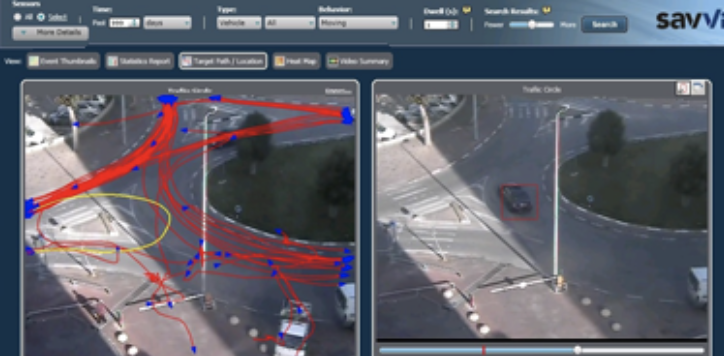 Sensors
All Select
More Details
Time:
Past 999 days
Type:
Vehicle All
Behavior:
Moving
Dwell (s):
Search Results:
Fewer More Search
View: Event Thumbnails Statistics Report Target Path / Location Heat Map Video Summary
Traffic Circle
Traffic Circle